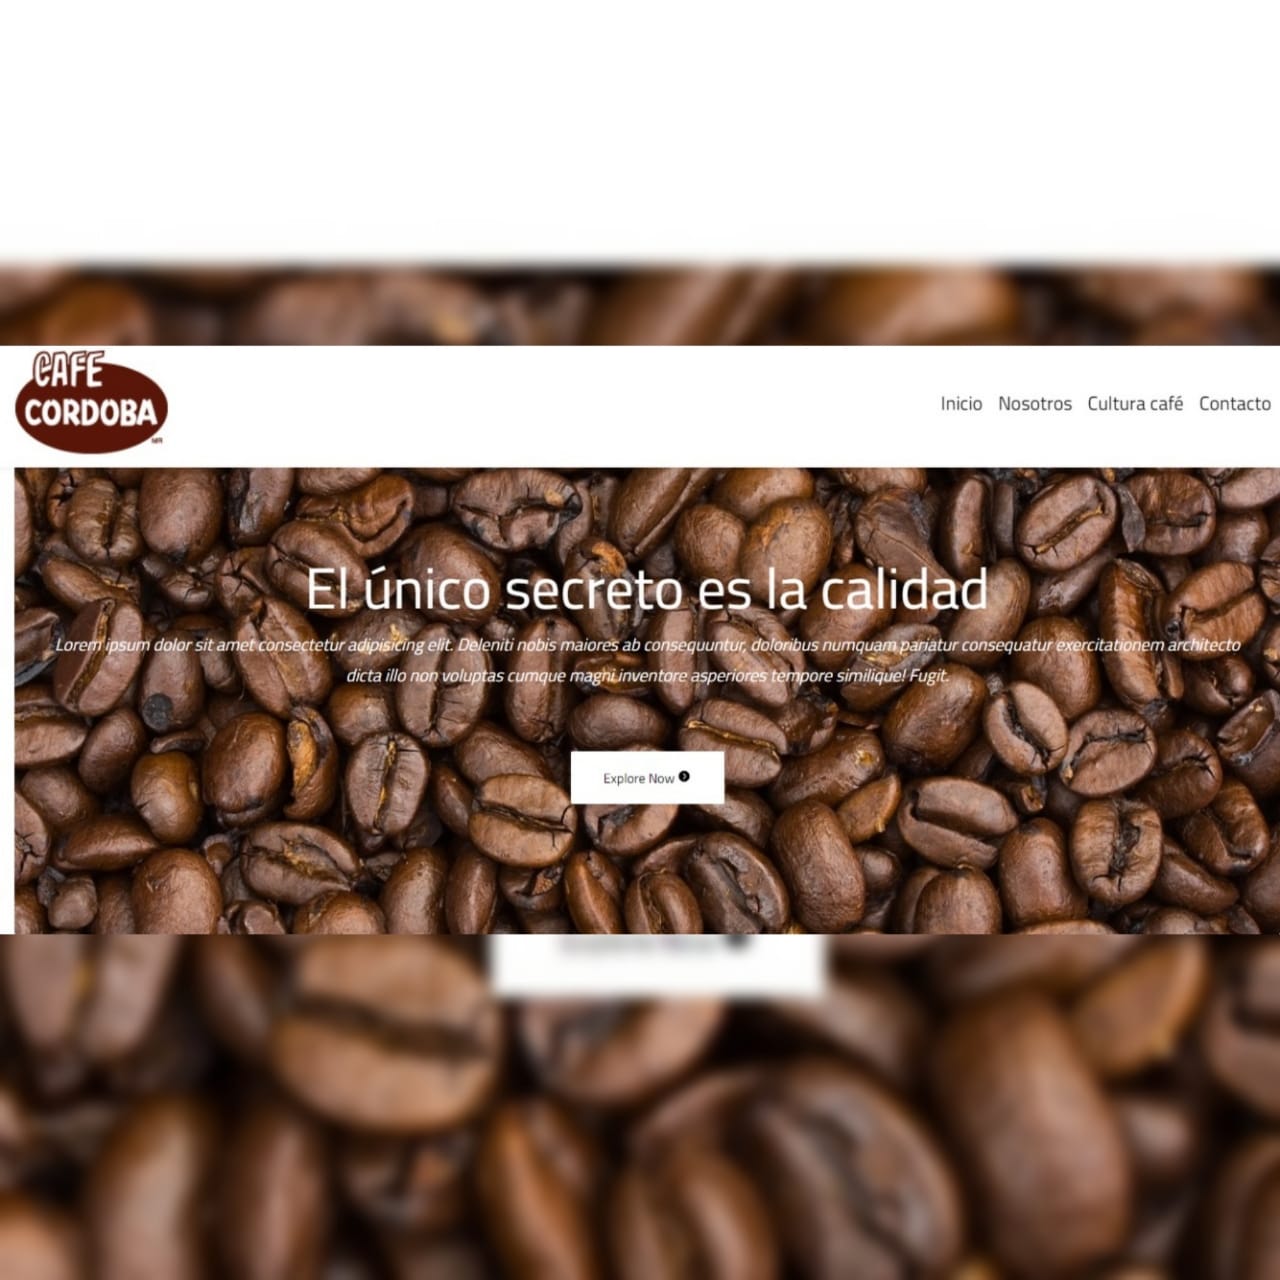 CAFE
CORDOBA
MR
Inicio Nosotros Cultura café Contacto
El único secreto es la calidad
Lorem ipsum dolor sit amet consectetur adipisicing elit. Deleniti nobis maiores ab consequuntur, doloribus numquam pariatur consequatur exercitationem architecto
dicta illo non voluptas cumque magni inventore asperiores tempore similique! Fugit.
Explore Now